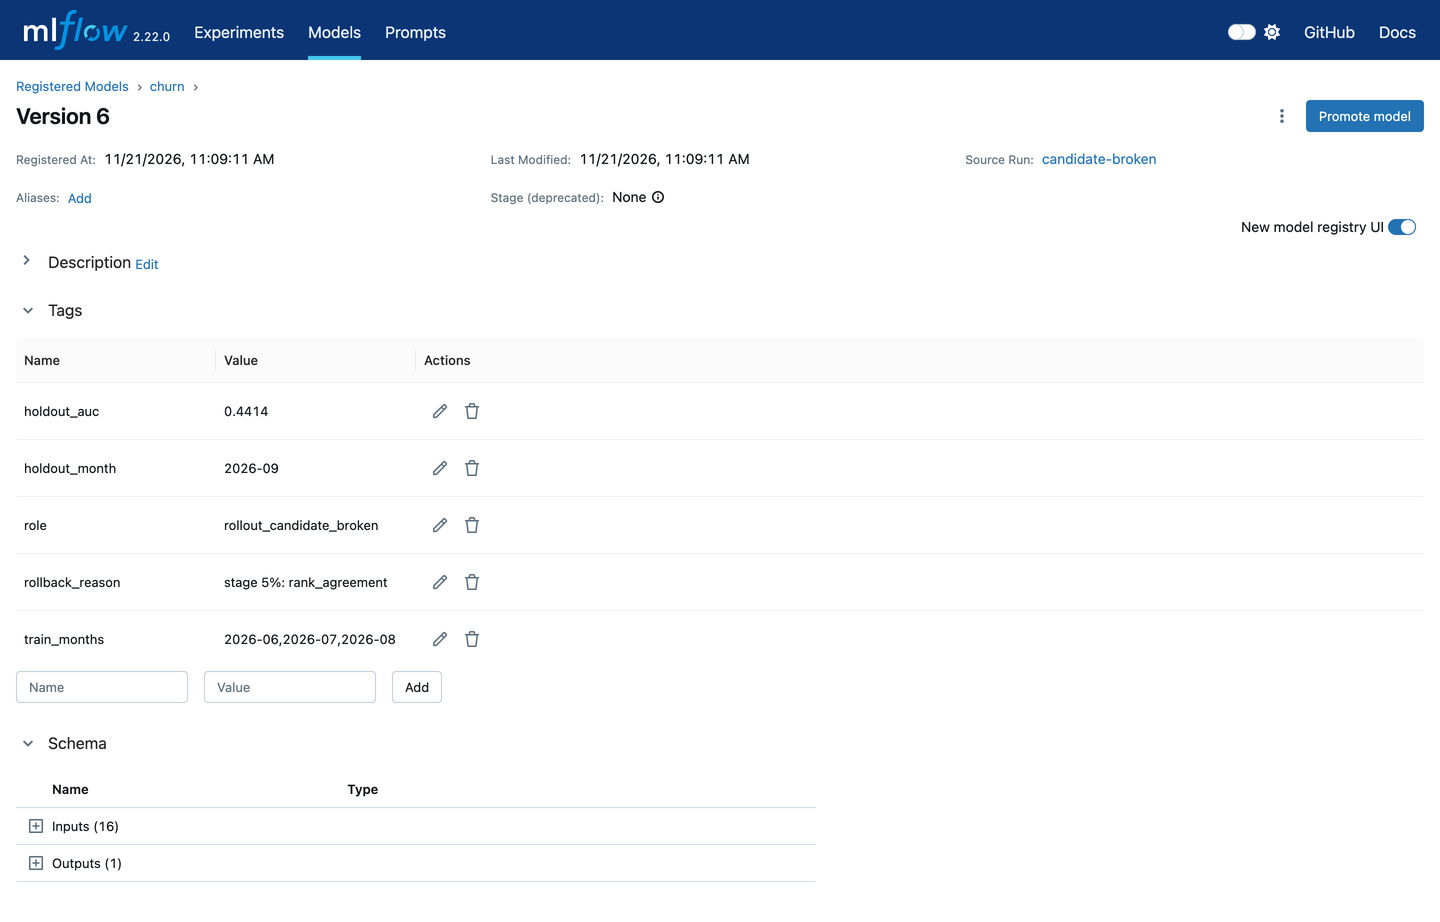 mlflow 2.22.0 Experiments Models Prompts GitHub Docs
Registered Models › churn ›
Version 6
Promote model
Registered At: 11/21/2026, 11:09:11 AM Last Modified: 11/21/2026, 11:09:11 AM Source Run: candidate-broken
Aliases: Add Stage (deprecated): None
New model registry UI
Description Edit
Tags
Name Value Actions
holdout_auc 0.4414
holdout_month 2026-09
role rollout_candidate_broken
rollback_reason stage 5%: rank_agreement
train_months 2026-06,2026-07,2026-08
Name Value Add
Schema
Name Type
Inputs (16)
Outputs (1)